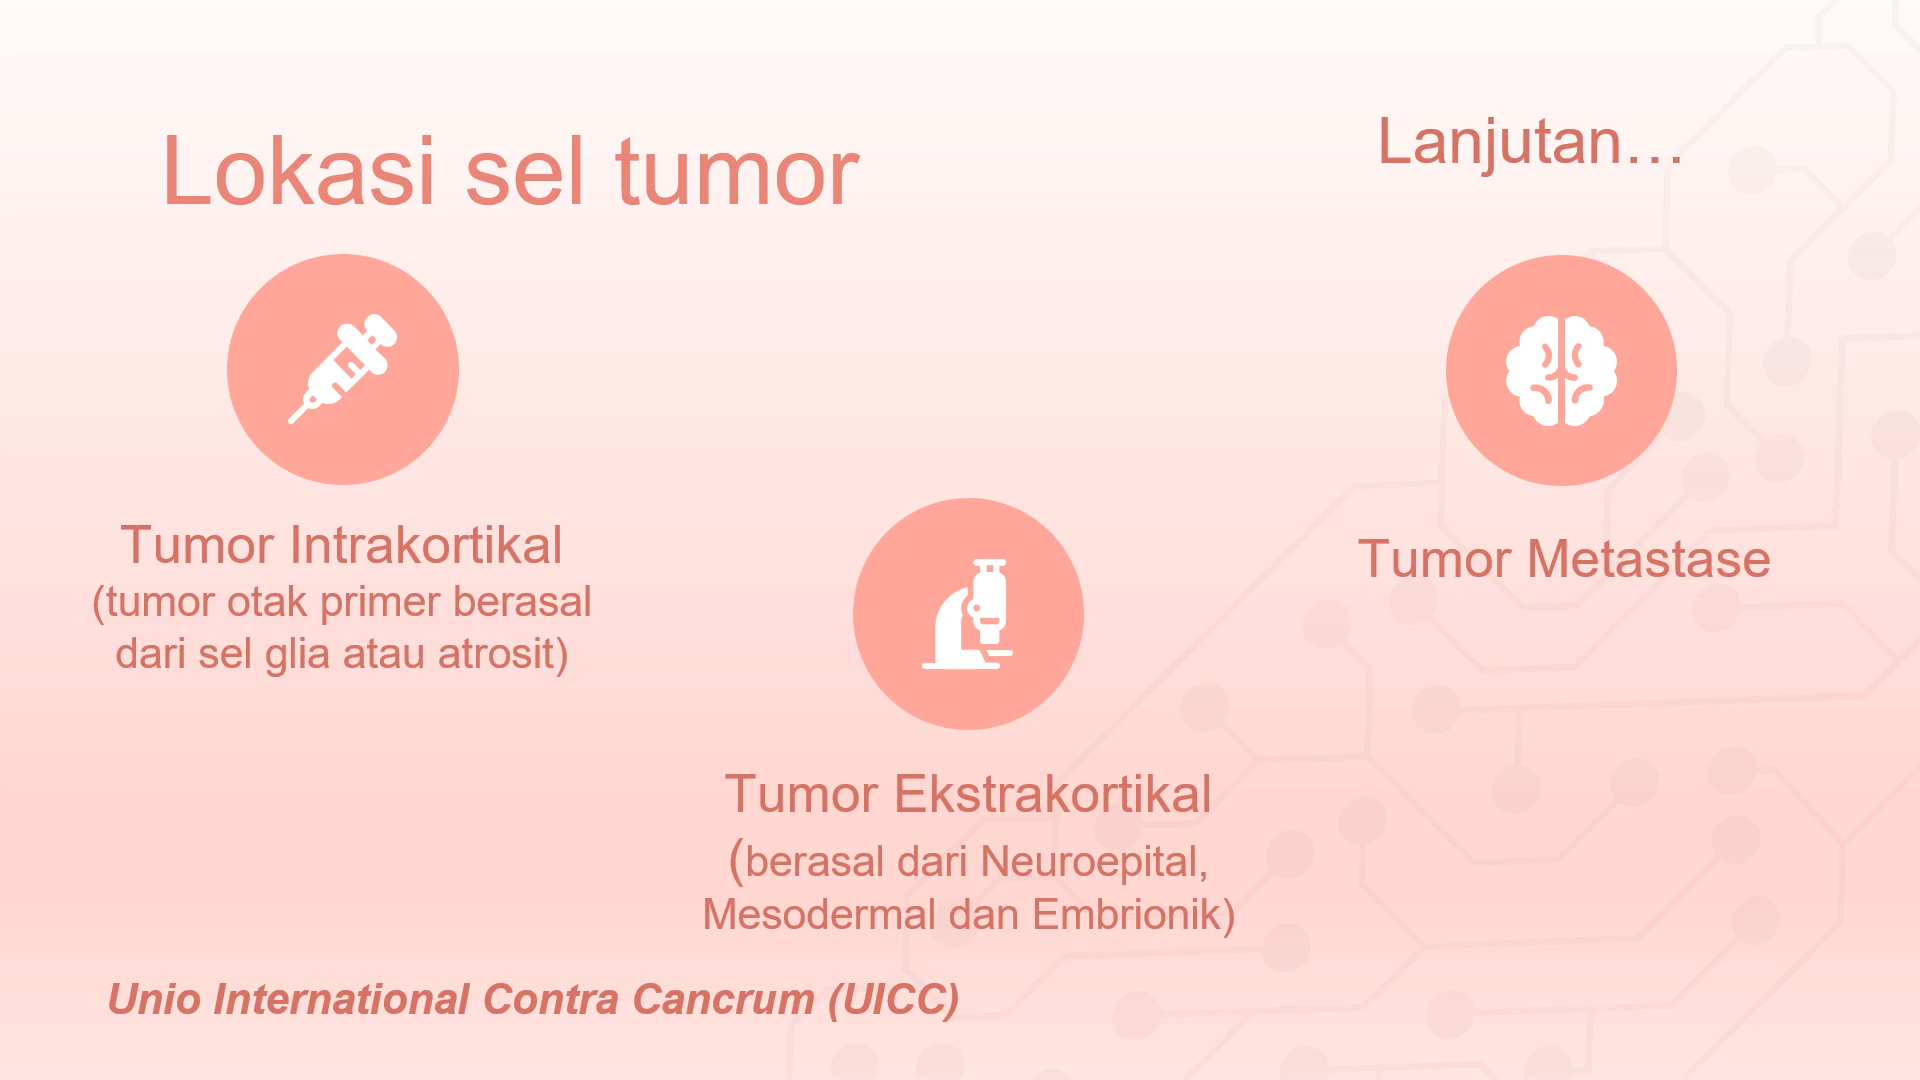 Lokasi sel tumor
Lanjutan…
Tumor Intrakortikal
(tumor otak primer berasal
dari sel glia atau atrosit)
Tumor Ekstrakortikal
(berasal dari Neuroepital,
Mesodermal dan Embrionik)
Tumor Metastase
Unio International Contra Cancrum (UICC)